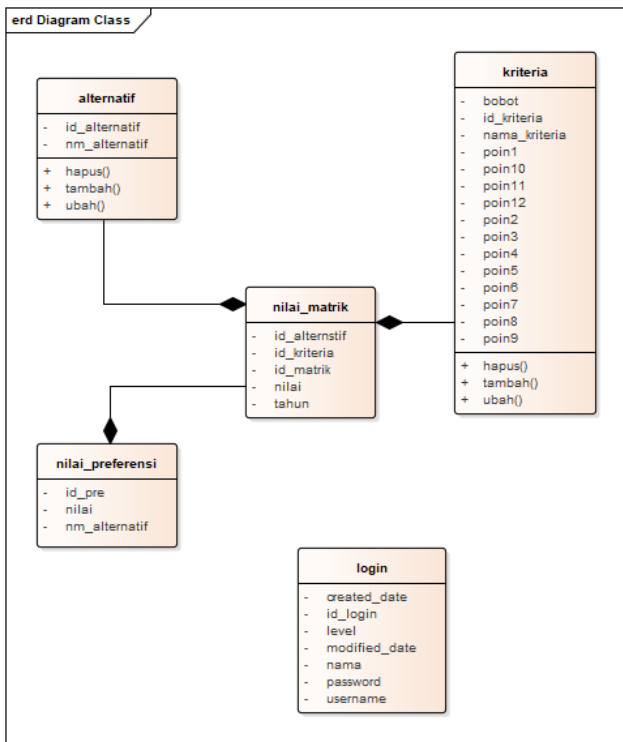 erd Diagram Class
alternatif
- id_alternatif
- nm_alternatif
+ hapus()
+ tambah()
+ ubah()
kriteria
- bobot
- id_kriteria
- nama_kriteria
- poin1
- poin10
- poin11
- poin12
- poin2
- poin3
- poin4
- poin5
- poin6
- poin7
- poin8
- poin9
+ hapus()
+ tambah()
+ ubah()
nilai_matrik
- id_alternstif
- id_kriteria
- id_matrik
- nilai
- tahun
nilai_preferensi
- id_pre
- nilai
- nm_alternatif
login
- created_date
- id_login
- level
- modified_date
- nama
- password
- username